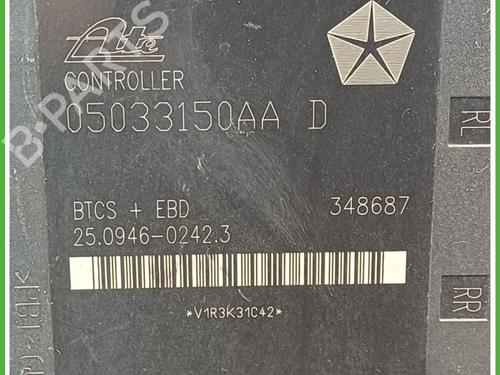 Ate
CONTROLLER
05033150AA D
BTCS + EBD 348687
25.0946-0242.3
*V1R3K31C42*
RL
RR
B-PARTS